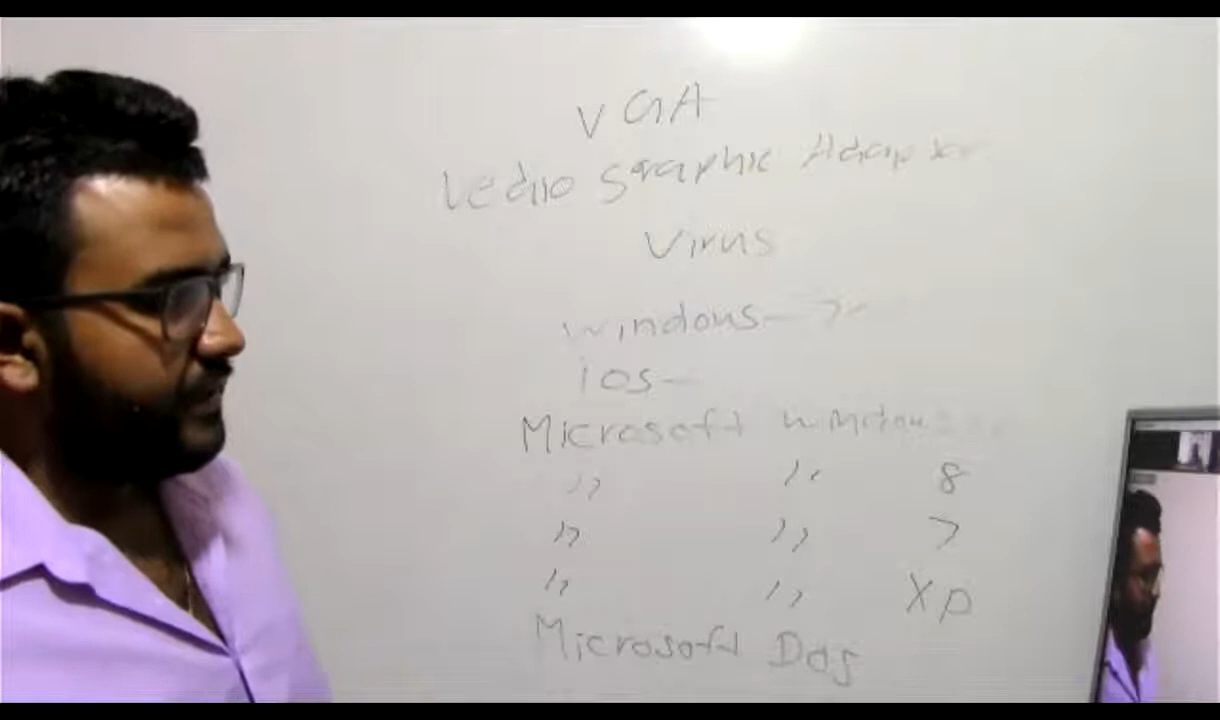 VGA
Vedio graphic Adapter
Virus
Windows -
ios -
Microsoft Windows
" " 8
" " 7
" " Xp
Microsoft Dos